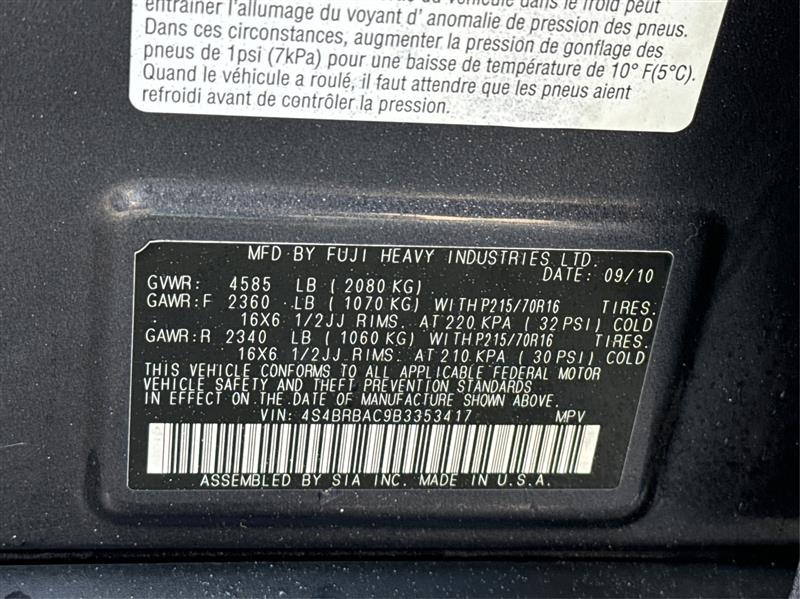 entraîner l'allumage du voyant d' anomalie de pression des pneus.
Dans ces circonstances, augmenter la pression de gonflage des
pneus de 1psi (7kPa) pour une baisse de température de 10° F(5°C).
Quand le véhicule a roulé, il faut attendre que les pneus aient
refroidi avant de contrôler la pression.
MFD BY FUJI HEAVY INDUSTRIES LTD.
DATE: 09/10
GVWR: 4585 LB ( 2080 KG)
GAWR:F 2360 LB ( 1070 KG) WITH P215/70R16 TIRES.
16X6 1/2JJ RIMS. AT 220 KPA ( 32 PSI) COLD
GAWR:R 2340 LB ( 1060 KG) WITH P215/70R16 TIRES.
16X6 1/2JJ RIMS. AT 210 KPA ( 30 PSI) COLD
THIS VEHICLE CONFORMS TO ALL APPLICABLE FEDERAL MOTOR
VEHICLE SAFETY AND THEFT PREVENTION STANDARDS
IN EFFECT ON THE DATE OF MANUFACTURE SHOWN ABOVE.
VIN: 4S4BRBAC9B3353417 MPV
ASSEMBLED BY SIA INC. MADE IN U.S.A.